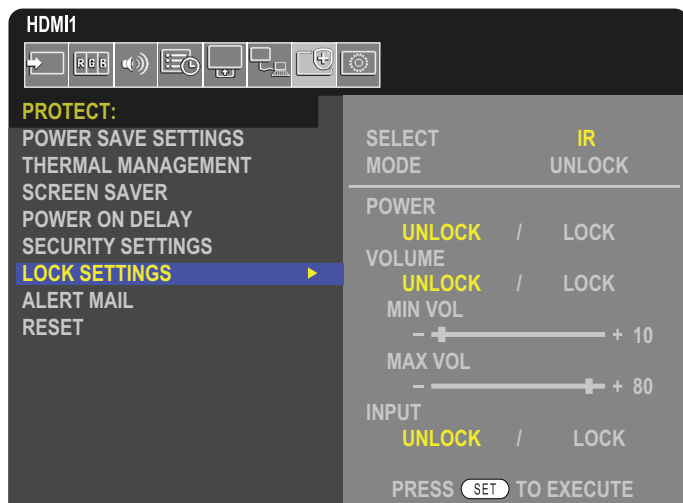 HDMI1
RGB
PROTECT:
POWER SAVE SETTINGS
THERMAL MANAGEMENT
SCREEN SAVER
POWER ON DELAY
SECURITY SETTINGS
LOCK SETTINGS
ALERT MAIL
RESET
SELECT IR
MODE UNLOCK
POWER
UNLOCK / LOCK
VOLUME
UNLOCK / LOCK
MIN VOL
− + 10
MAX VOL
− + 80
INPUT
UNLOCK / LOCK
PRESS SET TO EXECUTE